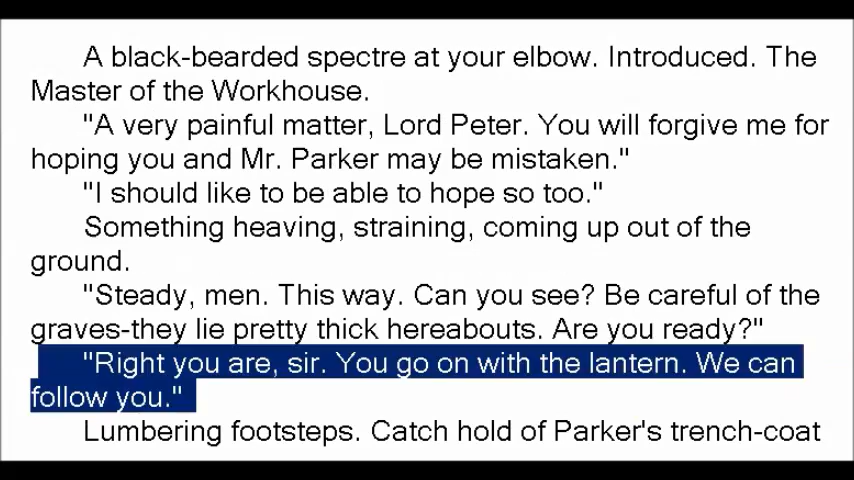 A black-bearded spectre at your elbow. Introduced. The
Master of the Workhouse.
"A very painful matter, Lord Peter. You will forgive me for
hoping you and Mr. Parker may be mistaken."
"I should like to be able to hope so too."
Something heaving, straining, coming up out of the
ground.
"Steady, men. This way. Can you see? Be careful of the
graves-they lie pretty thick hereabouts. Are you ready?"
"Right you are, sir. You go on with the lantern. We can
follow you."
Lumbering footsteps. Catch hold of Parker's trench-coat